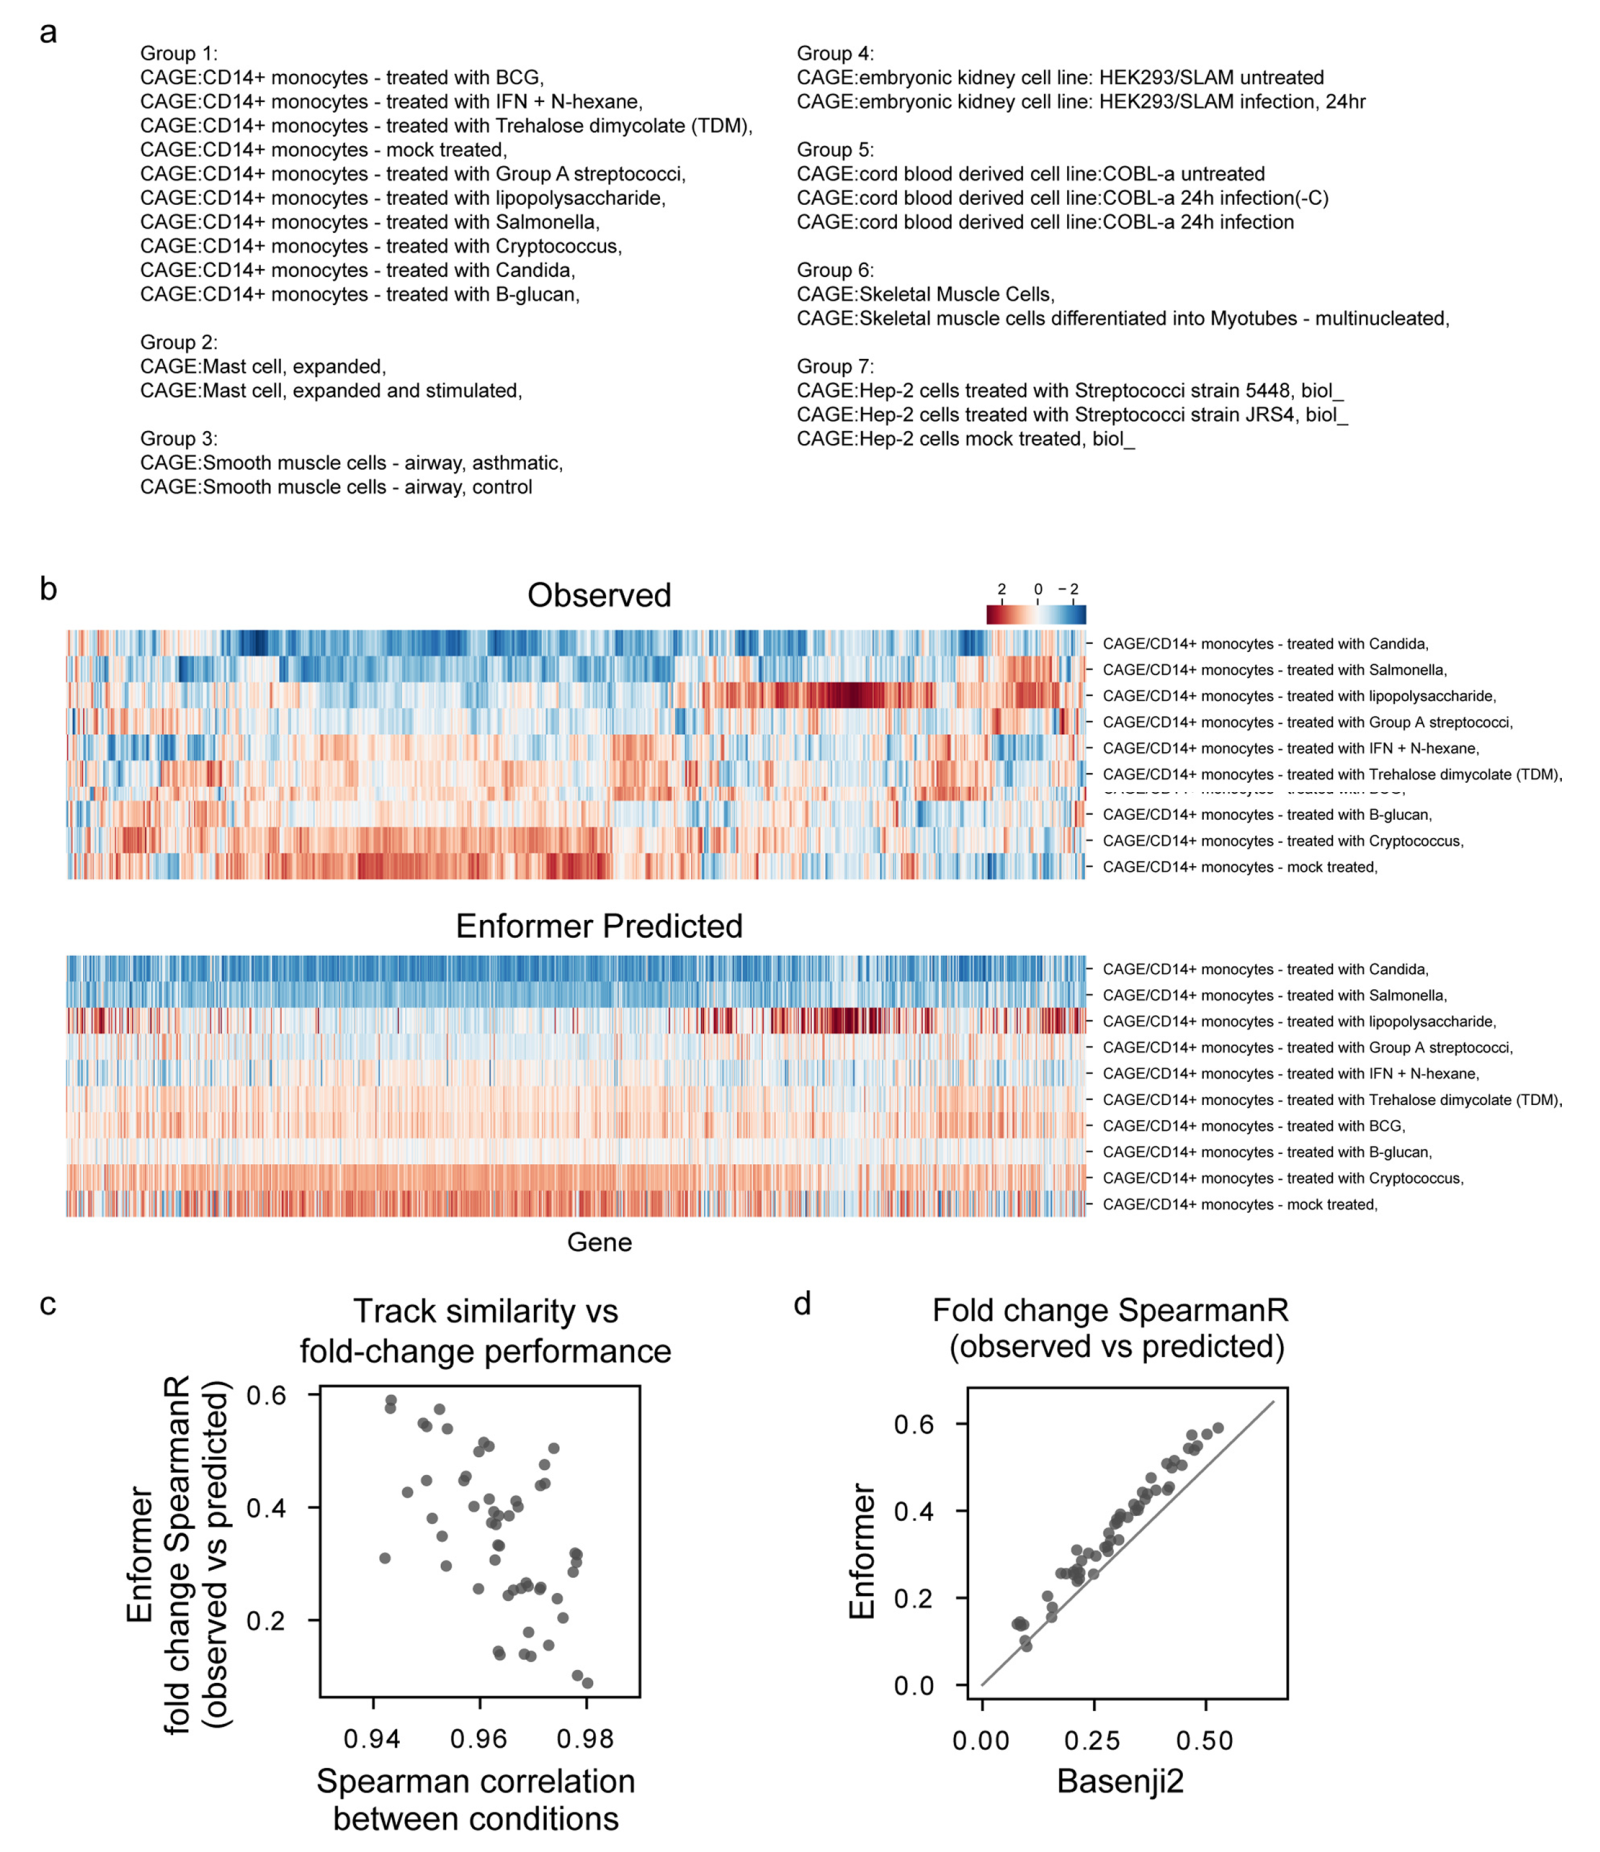 a
Group 1:
CAGE:CD14+ monocytes - treated with BCG,
CAGE:CD14+ monocytes - treated with IFN + N-hexane,
CAGE:CD14+ monocytes - treated with Trehalose dimycolate (TDM),
CAGE:CD14+ monocytes - mock treated,
CAGE:CD14+ monocytes - treated with Group A streptococci,
CAGE:CD14+ monocytes - treated with lipopolysaccharide,
CAGE:CD14+ monocytes - treated with Salmonella,
CAGE:CD14+ monocytes - treated with Cryptococcus,
CAGE:CD14+ monocytes - treated with Candida,
CAGE:CD14+ monocytes - treated with B-glucan,
Group 2:
CAGE:Mast cell, expanded,
CAGE:Mast cell, expanded and stimulated,
Group 3:
CAGE:Smooth muscle cells - airway, asthmatic,
CAGE:Smooth muscle cells - airway, control
Group 4:
CAGE:embryonic kidney cell line: HEK293/SLAM untreated
CAGE:embryonic kidney cell line: HEK293/SLAM infection, 24hr
Group 5:
CAGE:cord blood derived cell line:COBL-a untreated
CAGE:cord blood derived cell line:COBL-a 24h infection(-C)
CAGE:cord blood derived cell line:COBL-a 24h infection
Group 6:
CAGE:Skeletal Muscle Cells,
CAGE:Skeletal muscle cells differentiated into Myotubes - multinucleated,
Group 7:
CAGE:Hep-2 cells treated with Streptococci strain 5448, biol_
CAGE:Hep-2 cells treated with Streptococci strain JRS4, biol_
CAGE:Hep-2 cells mock treated, biol_
b
Observed
2 0 −2
CAGE/CD14+ monocytes - treated with Candida,
CAGE/CD14+ monocytes - treated with Salmonella,
CAGE/CD14+ monocytes - treated with lipopolysaccharide,
CAGE/CD14+ monocytes - treated with Group A streptococci,
CAGE/CD14+ monocytes - treated with IFN + N-hexane,
CAGE/CD14+ monocytes - treated with Trehalose dimycolate (TDM),
CAGE/CD14+ monocytes - treated with B-glucan,
CAGE/CD14+ monocytes - treated with Cryptococcus,
CAGE/CD14+ monocytes - mock treated,
Enformer Predicted
CAGE/CD14+ monocytes - treated with Candida,
CAGE/CD14+ monocytes - treated with Salmonella,
CAGE/CD14+ monocytes - treated with lipopolysaccharide,
CAGE/CD14+ monocytes - treated with Group A streptococci,
CAGE/CD14+ monocytes - treated with IFN + N-hexane,
CAGE/CD14+ monocytes - treated with Trehalose dimycolate (TDM),
CAGE/CD14+ monocytes - treated with BCG,
CAGE/CD14+ monocytes - treated with B-glucan,
CAGE/CD14+ monocytes - treated with Cryptococcus,
CAGE/CD14+ monocytes - mock treated,
Gene
c
Track similarity vs
fold-change performance
Enformer
fold change SpearmanR
(observed vs predicted)
0.6
0.4
0.2
0.94 0.96 0.98
Spearman correlation
between conditions
d
Fold change SpearmanR
(observed vs predicted)
Enformer
0.6
0.4
0.2
0.0
0.00 0.25 0.50
Basenji2